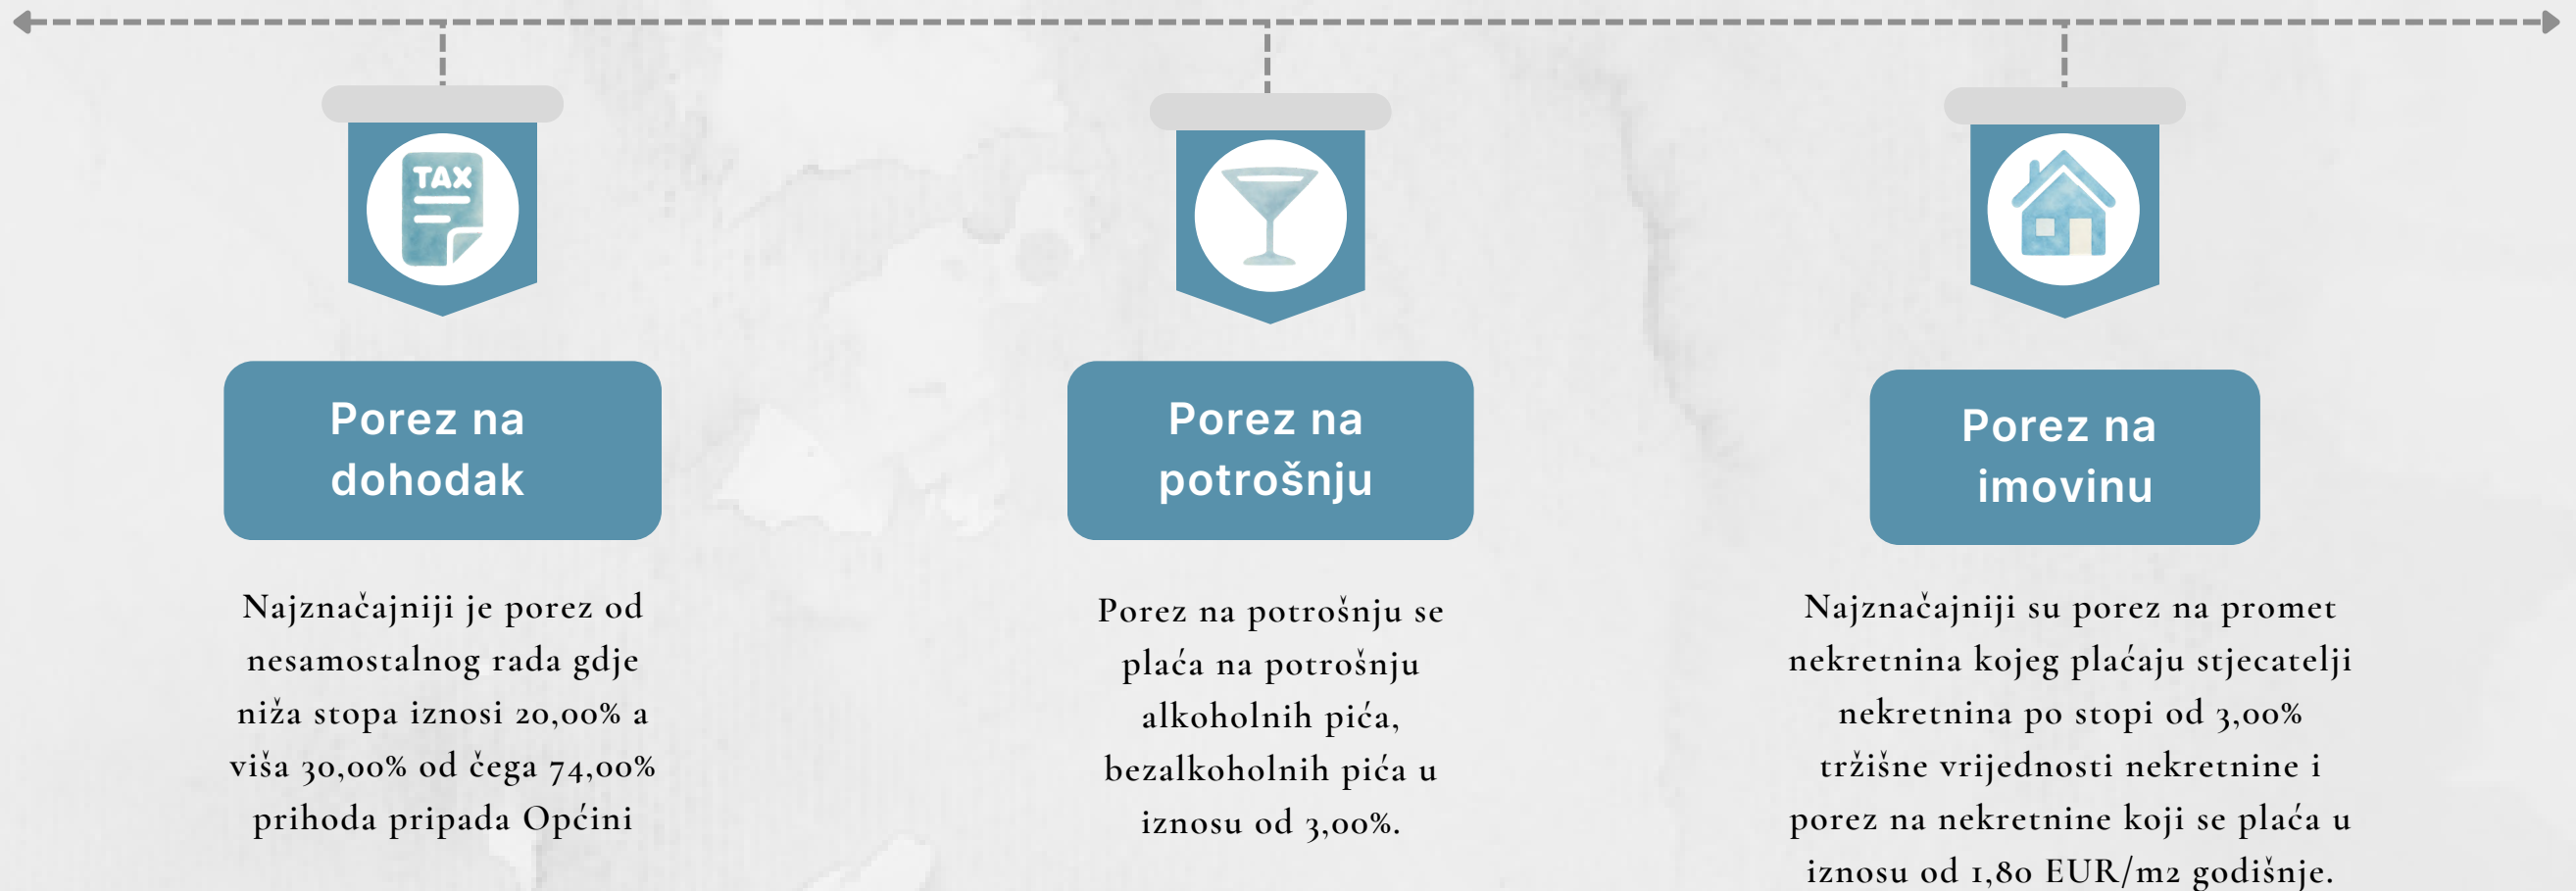 TAX
Porez na
dohodak
Najznačajniji je porez od
nesamostalnog rada gdje
niža stopa iznosi 20,00% a
viša 30,00% od čega 74,00%
prihoda pripada Općini
Porez na
potrošnju
Porez na potrošnju se
plaća na potrošnju
alkoholnih pića,
bezalkoholnih pića u
iznosu od 3,00%.
Porez na
imovinu
Najznačajniji su porez na promet
nekretnina kojeg plaćaju stjecatelji
nekretnina po stopi od 3,00%
tržišne vrijednosti nekretnine i
porez na nekretnine koji se plaća u
iznosu od 1,80 EUR/m2 godišnje.